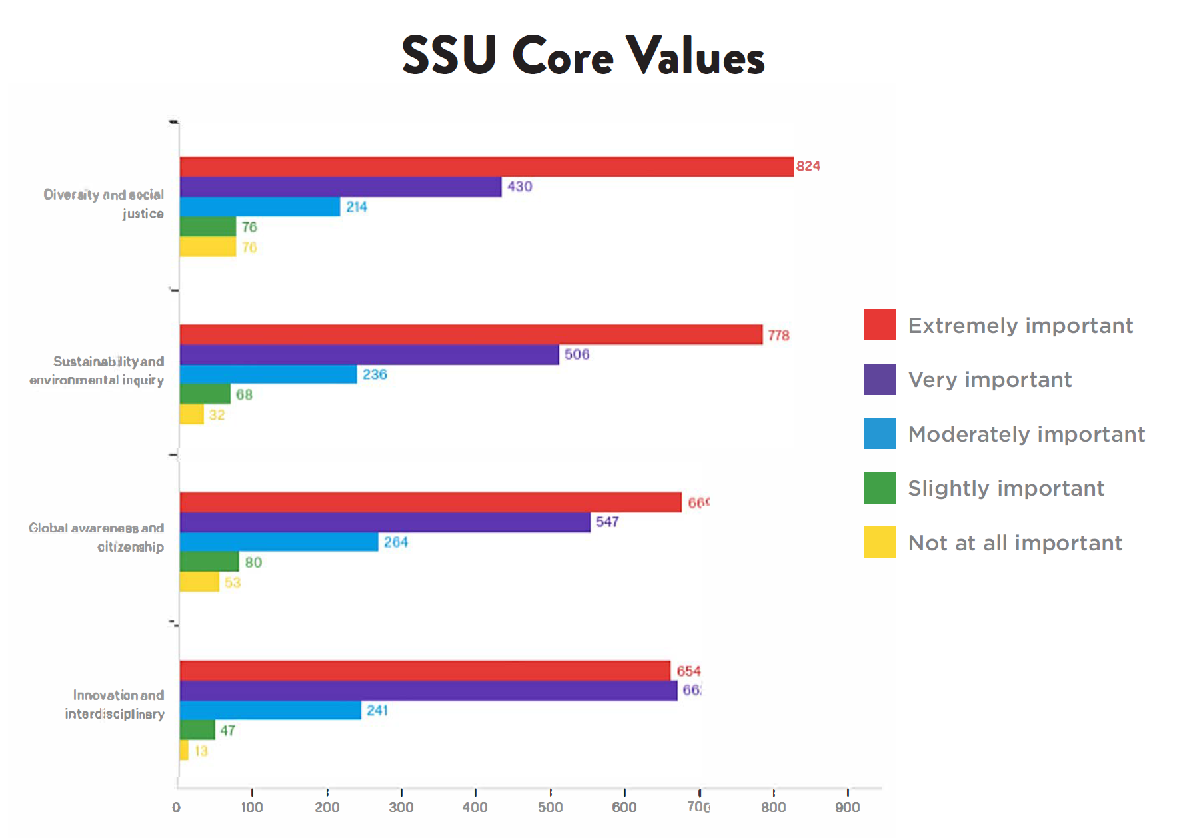 SSU Core Values
824
430
Diversity and social
justice
214
76
76
778
506
Sustainability and
environmental inquiry
236
68
32
547
Global awareness and
citizenship
264
80
53
654
Innovation and
interdisciplinary
241
47
13
0 100 200 300 400 500 600 700 800 900
Extremely important
Very important
Moderately important
Slightly important
Not at all important